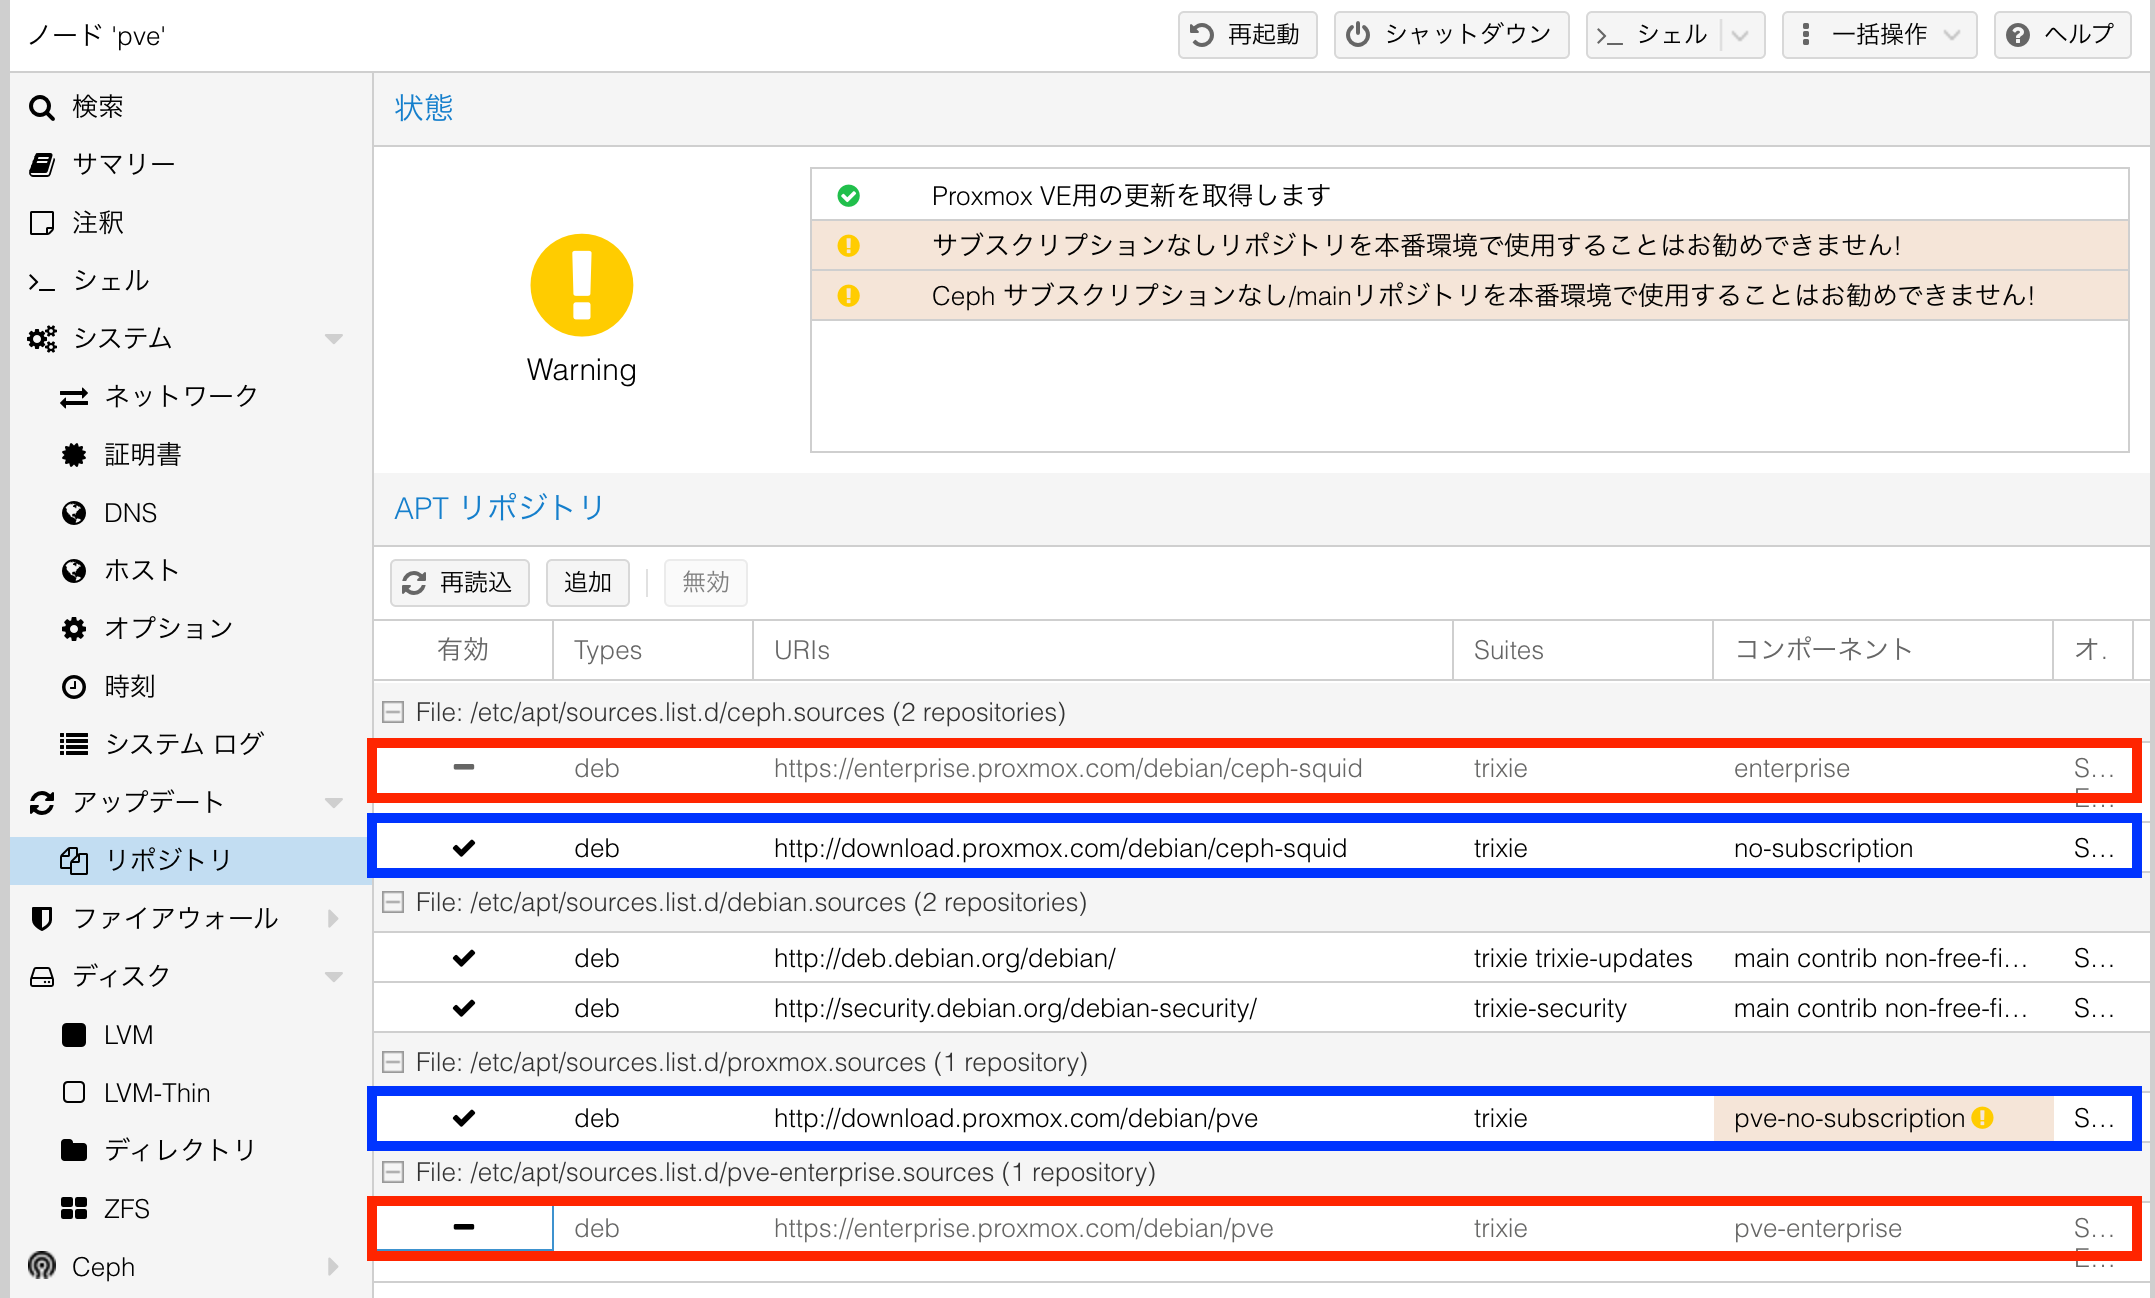 ノード 'pve'
再起動
シャットダウン
シェル
一括操作
ヘルプ
検索
サマリー
注釈
シェル
システム
ネットワーク
証明書
DNS
ホスト
オプション
時刻
システム ログ
アップデート
リポジトリ
ファイアウォール
ディスク
LVM
LVM-Thin
ディレクトリ
ZFS
Ceph
状態
Warning
Proxmox VE用の更新を取得します
サブスクリプションなしリポジトリを本番環境で使用することはお勧めできません!
Ceph サブスクリプションなし/mainリポジトリを本番環境で使用することはお勧めできません!
APT リポジトリ
再読込 追加 無効
有効 Types URIs Suites コンポーネント オ.
File: /etc/apt/sources.list.d/ceph.sources (2 repositories)
deb https://enterprise.proxmox.com/debian/ceph-squid trixie enterprise S...
deb http://download.proxmox.com/debian/ceph-squid trixie no-subscription S...
File: /etc/apt/sources.list.d/debian.sources (2 repositories)
deb http://deb.debian.org/debian/ trixie trixie-updates main contrib non-free-fi... S...
deb http://security.debian.org/debian-security/ trixie-security main contrib non-free-fi... S...
File: /etc/apt/sources.list.d/proxmox.sources (1 repository)
deb http://download.proxmox.com/debian/pve trixie pve-no-subscription S...
File: /etc/apt/sources.list.d/pve-enterprise.sources (1 repository)
deb https://enterprise.proxmox.com/debian/pve trixie pve-enterprise S...